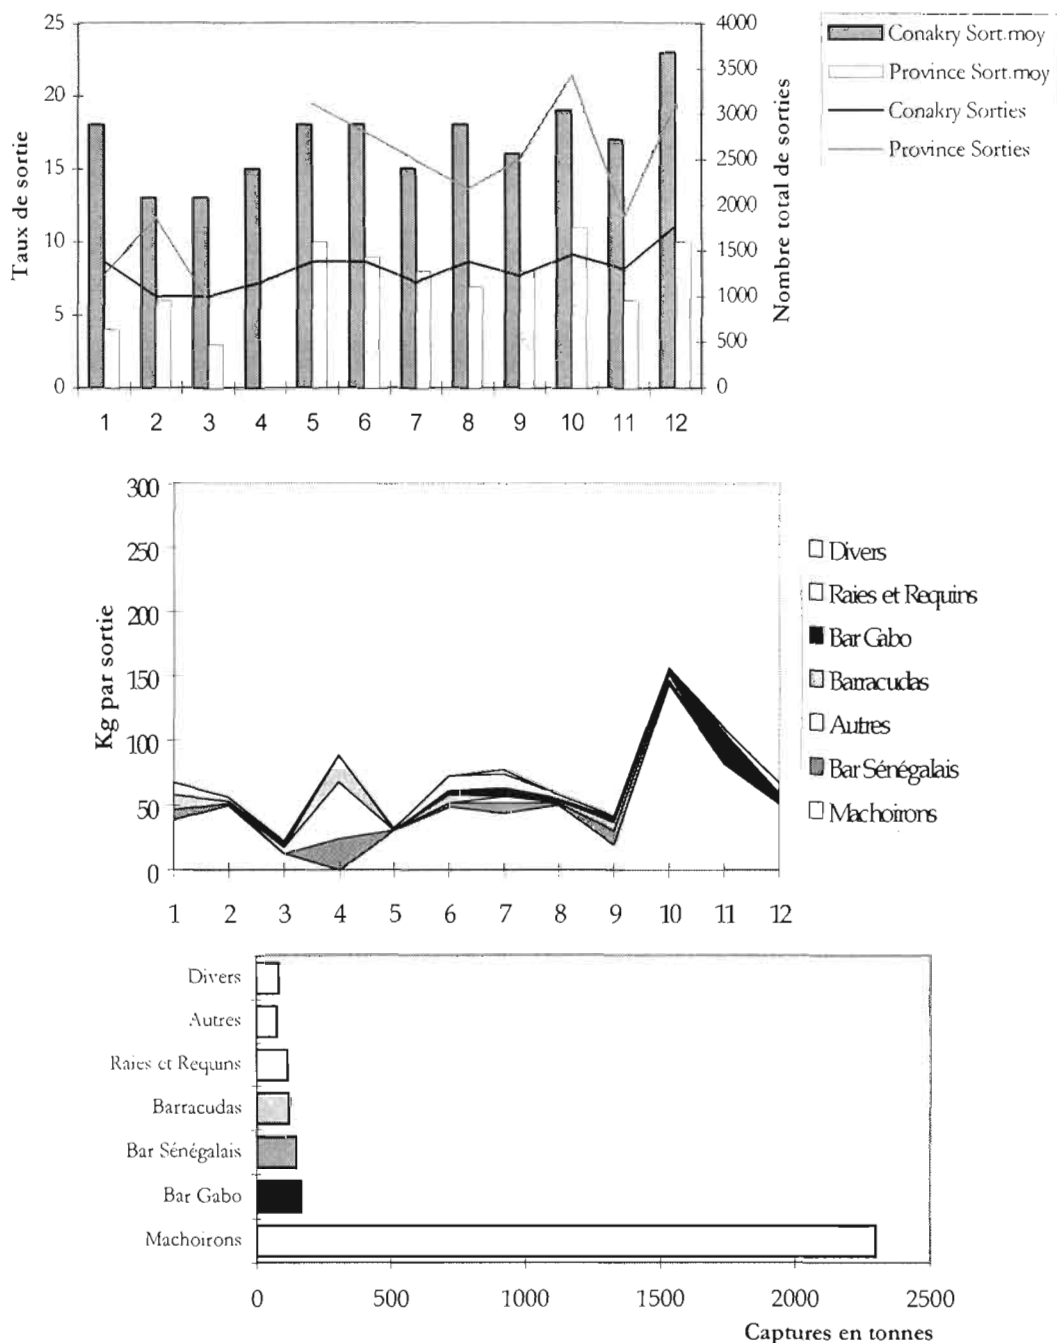 25
20
15
10
5
0
Taux de sortie
4000
3500
3000
2500
2000
1500
1000
500
0
Nombre total de sorties
1 2 3 4 5 6 7 8 9 10 11 12
Conakry Sort.moy
Province Sort.moy
Conakry Sorties
Province Sorties
300
250
200
150
100
50
0
Kg par sortie
1 2 3 4 5 6 7 8 9 10 11 12
Divers
Raies et Requins
Bar Gabo
Barracudas
Autres
Bar Sénégalais
Machoirons
Divers
Autres
Raies et Requins
Barracudas
Bar Sénégalais
Bar Gabo
Machoirons
0 500 1000 1500 2000 2500
Captures en tonnes